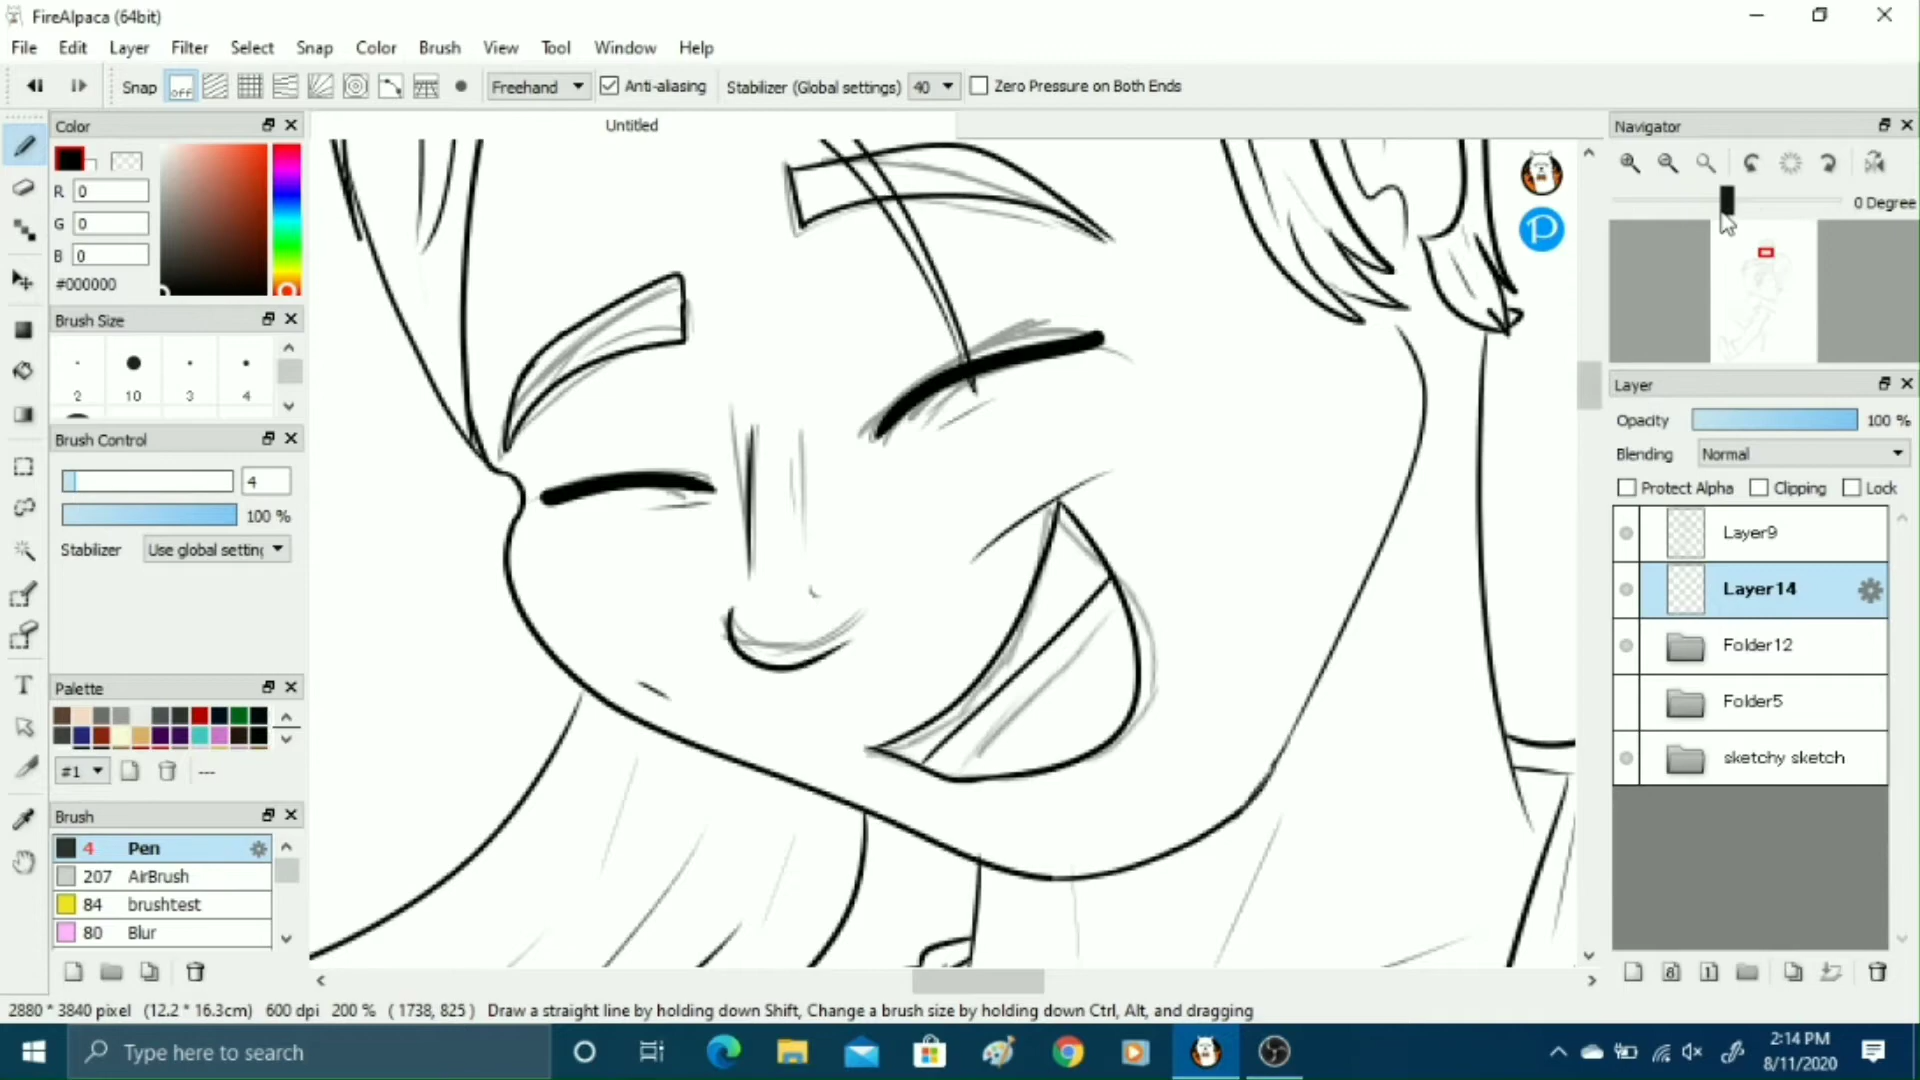 FireAlpaca (64bit)
File Edit Layer Filter Select Snap Color Brush View Tool Window Help
Snap OFF Freehand Anti-aliasing Stabilizer (Global settings) 40 Zero Pressure on Both Ends
Color
Untitled
Navigator
R 0
G 0
B 0
#000000
0 Degree
Brush Size
2 10 3 4
Layer
Opacity 100 %
Blending Normal
Protect Alpha Clipping Lock
Brush Control
4
100 %
Stabilizer Use global setting
Layer9
Layer14
Folder12
Folder5
sketchy sketch
Palette
#1 ---
Brush
4 Pen
207 AirBrush
84 brushtest
80 Blur
8 1
2880 * 3840 pixel (12.2 * 16.3cm) 600 dpi 200 % ( 1738, 825 ) Draw a straight line by holding down Shift, Change a brush size by holding down Ctrl, Alt, and dragging
Type here to search
2:14 PM
8/11/2020